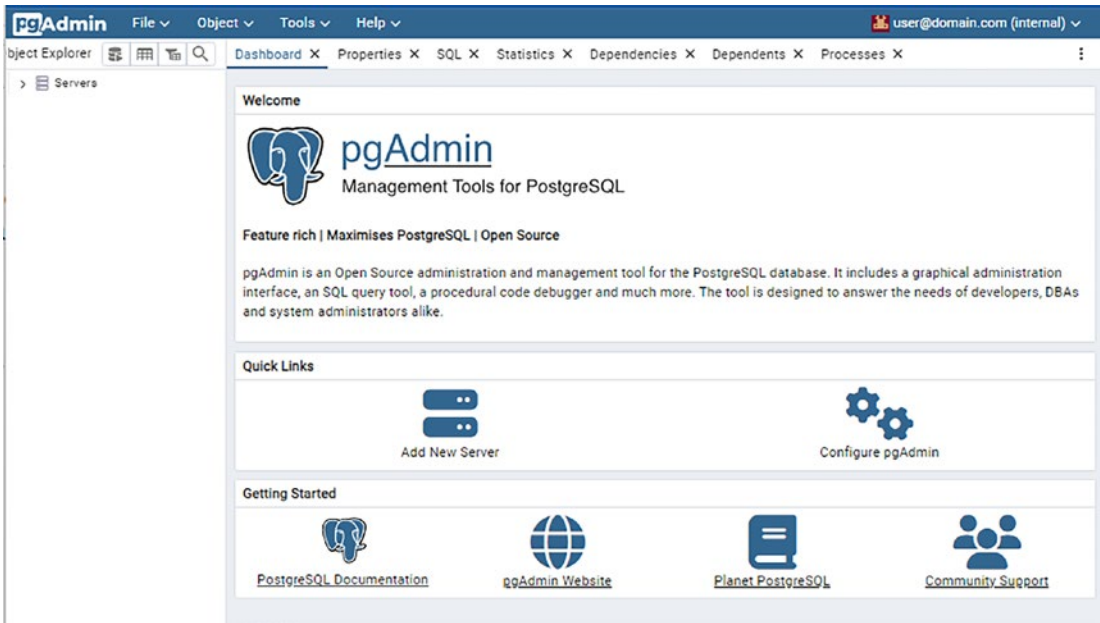 pgAdmin File Object Tools Help user@domain.com (internal)
bject Explorer Dashboard Properties SQL Statistics Dependencies Dependents Processes
Servers
Welcome
pgAdmin
Management Tools for PostgreSQL
Feature rich | Maximises PostgreSQL | Open Source
pgAdmin is an Open Source administration and management tool for the PostgreSQL database. It includes a graphical administration
interface, an SQL query tool, a procedural code debugger and much more. The tool is designed to answer the needs of developers, DBAs
and system administrators alike.
Quick Links
Add New Server Configure pgAdmin
Getting Started
PostgreSQL Documentation pgAdmin Website Planet PostgreSQL Community Support